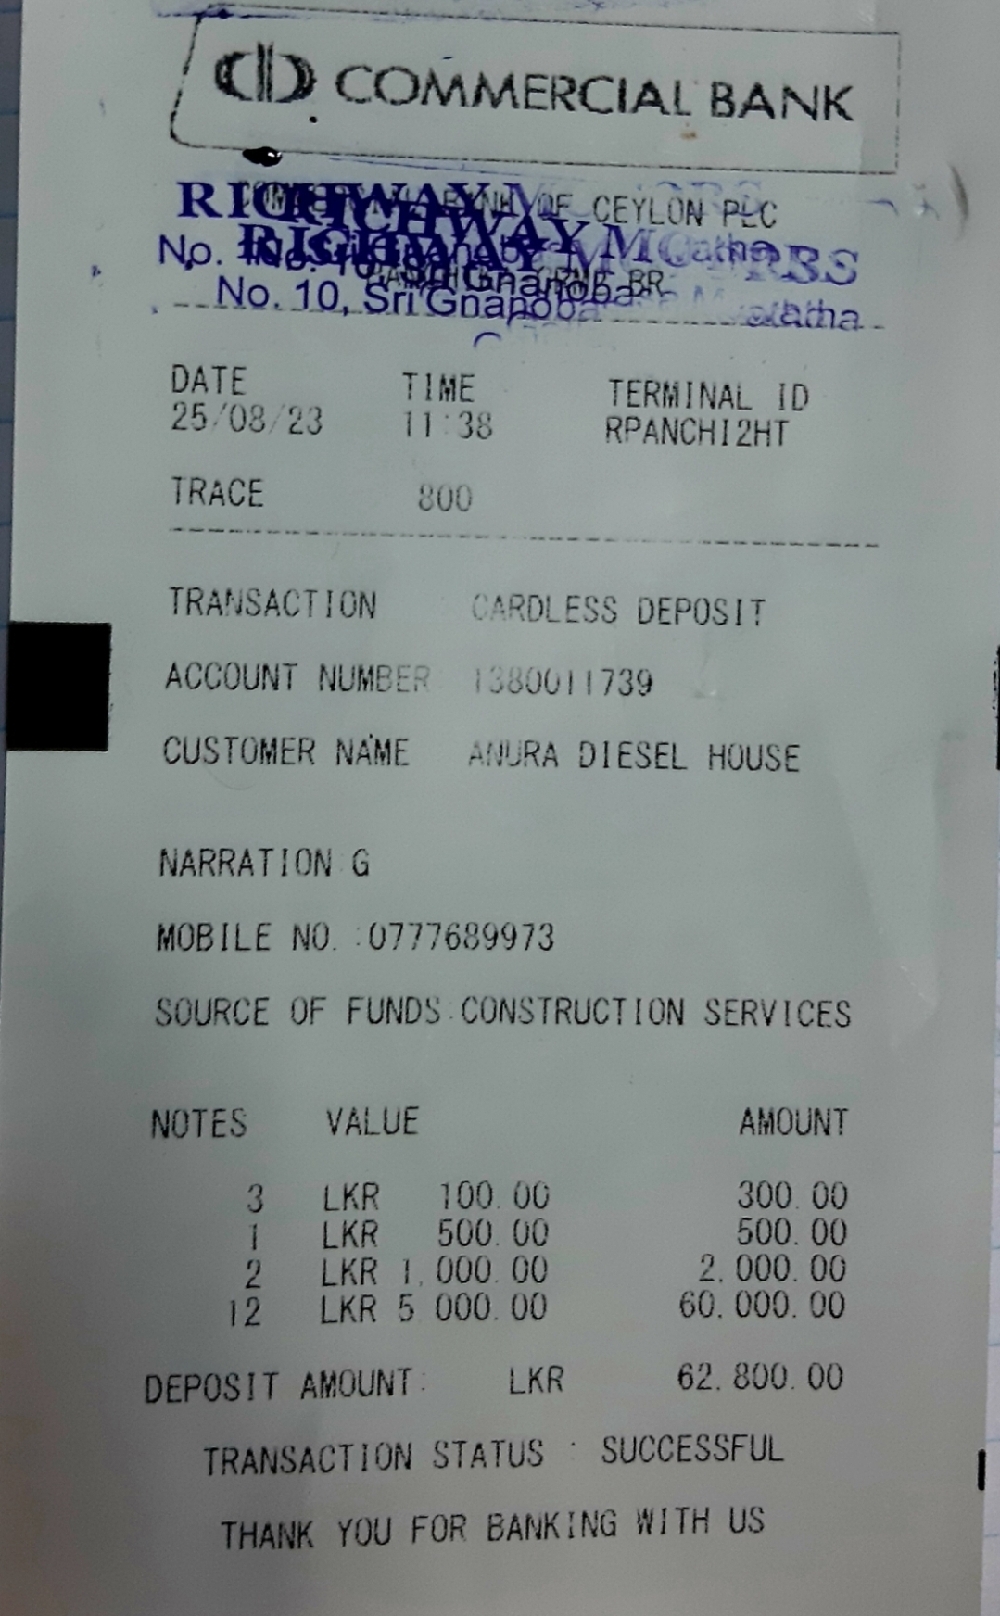 COMMERCIAL BANK
OF CEYLON PLC
RICHWAY
No. 10, Sri Gnanoba
BR
DATE TIME TERMINAL ID
25/08/23 11:38 RPANCHI2HT
TRACE 800
TRANSACTION CARDLESS DEPOSIT
ACCOUNT NUMBER 1380011739
CUSTOMER NAME ANURA DIESEL HOUSE
NARRATION:G
MOBILE NO. :0777689973
SOURCE OF FUNDS:CONSTRUCTION SERVICES
NOTES VALUE AMOUNT
3 LKR 100.00 300.00
1 LKR 500.00 500.00
2 LKR 1,000.00 2,000.00
12 LKR 5,000.00 60,000.00
DEPOSIT AMOUNT: LKR 62,800.00
TRANSACTION STATUS : SUCCESSFUL
THANK YOU FOR BANKING WITH US